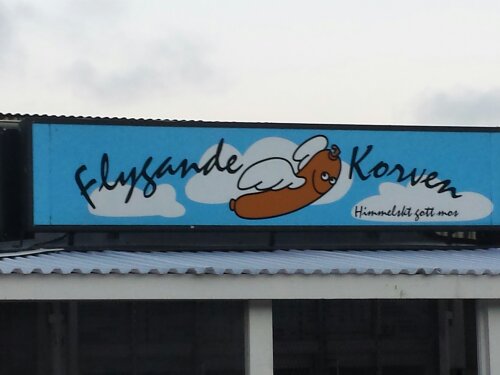 Flygande Korven
Himmelskt gott mos